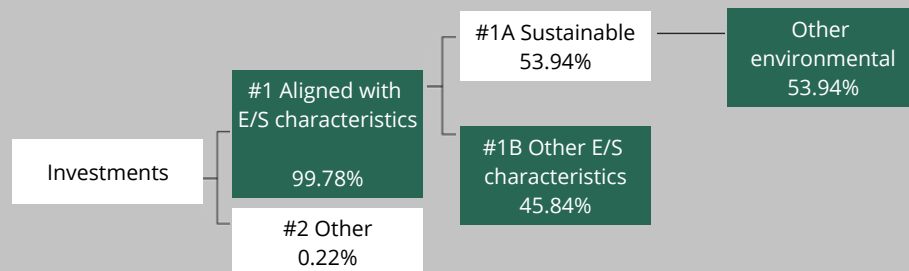 Investments
#1 Aligned with
E/S characteristics
99.78%
#2 Other
0.22%
#1A Sustainable
53.94%
#1B Other E/S
characteristics
45.84%
Other
environmental
53.94%